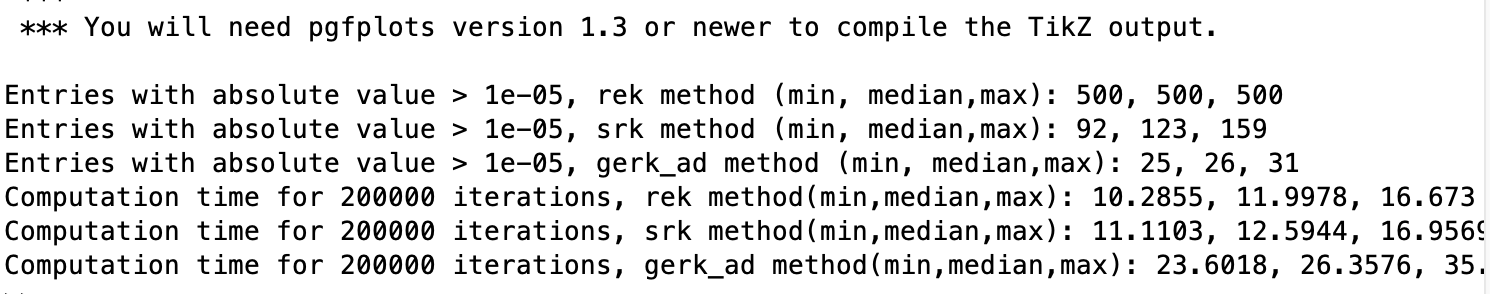 *** You will need pgfplots version 1.3 or newer to compile the TikZ output.
Entries with absolute value > 1e-05, rek method (min, median,max): 500, 500, 500
Entries with absolute value > 1e-05, srk method (min, median,max): 92, 123, 159
Entries with absolute value > 1e-05, gerk_ad method (min, median,max): 25, 26, 31
Computation time for 200000 iterations, rek method(min,median,max): 10.2855, 11.9978, 16.673
Computation time for 200000 iterations, srk method(min,median,max): 11.1103, 12.5944, 16.9569
Computation time for 200000 iterations, gerk_ad method(min,median,max): 23.6018, 26.3576, 35.